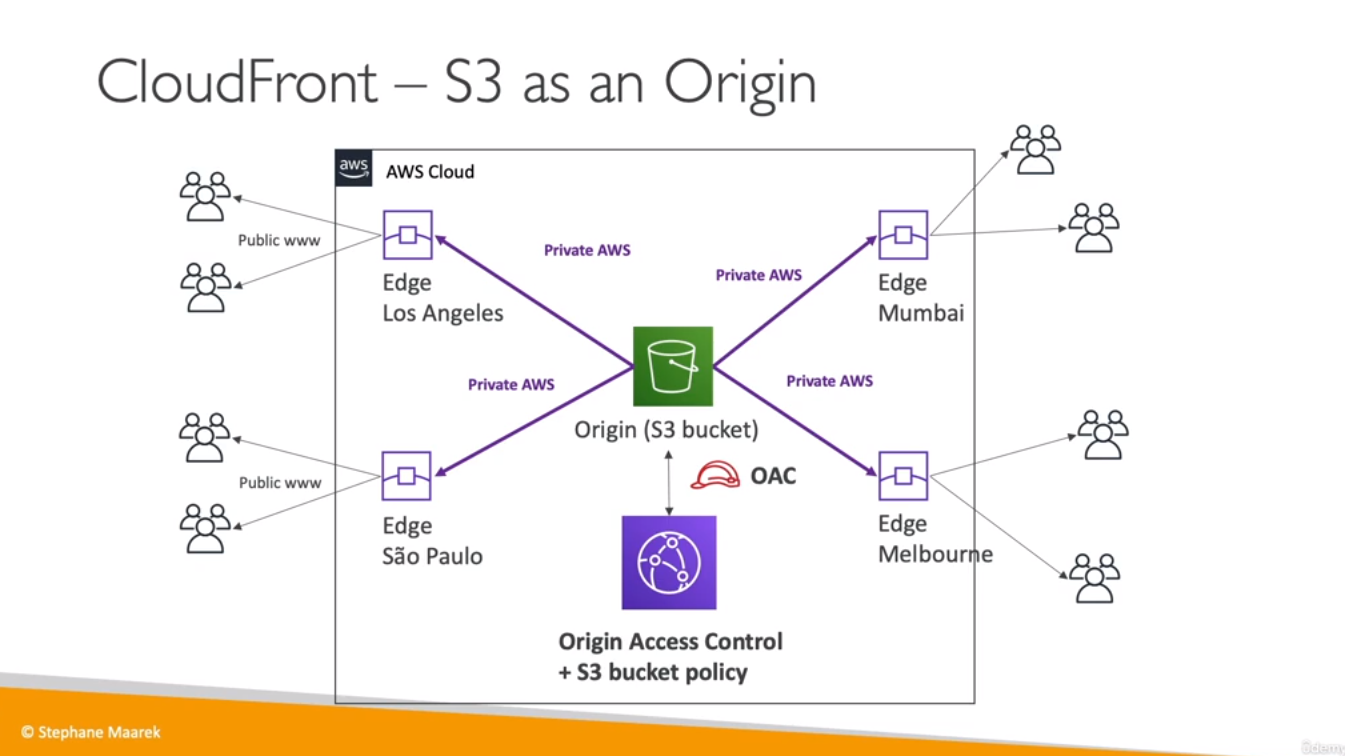 CloudFront – S3 as an Origin
aws
AWS Cloud
Public www
Private AWS
Private AWS
Edge
Los Angeles
Edge
Mumbai
Private AWS
Private AWS
Origin (S3 bucket)
OAC
Public www
Edge
São Paulo
Edge
Melbourne
Origin Access Control
+ S3 bucket policy
© Stephane Maarek
ûdemy